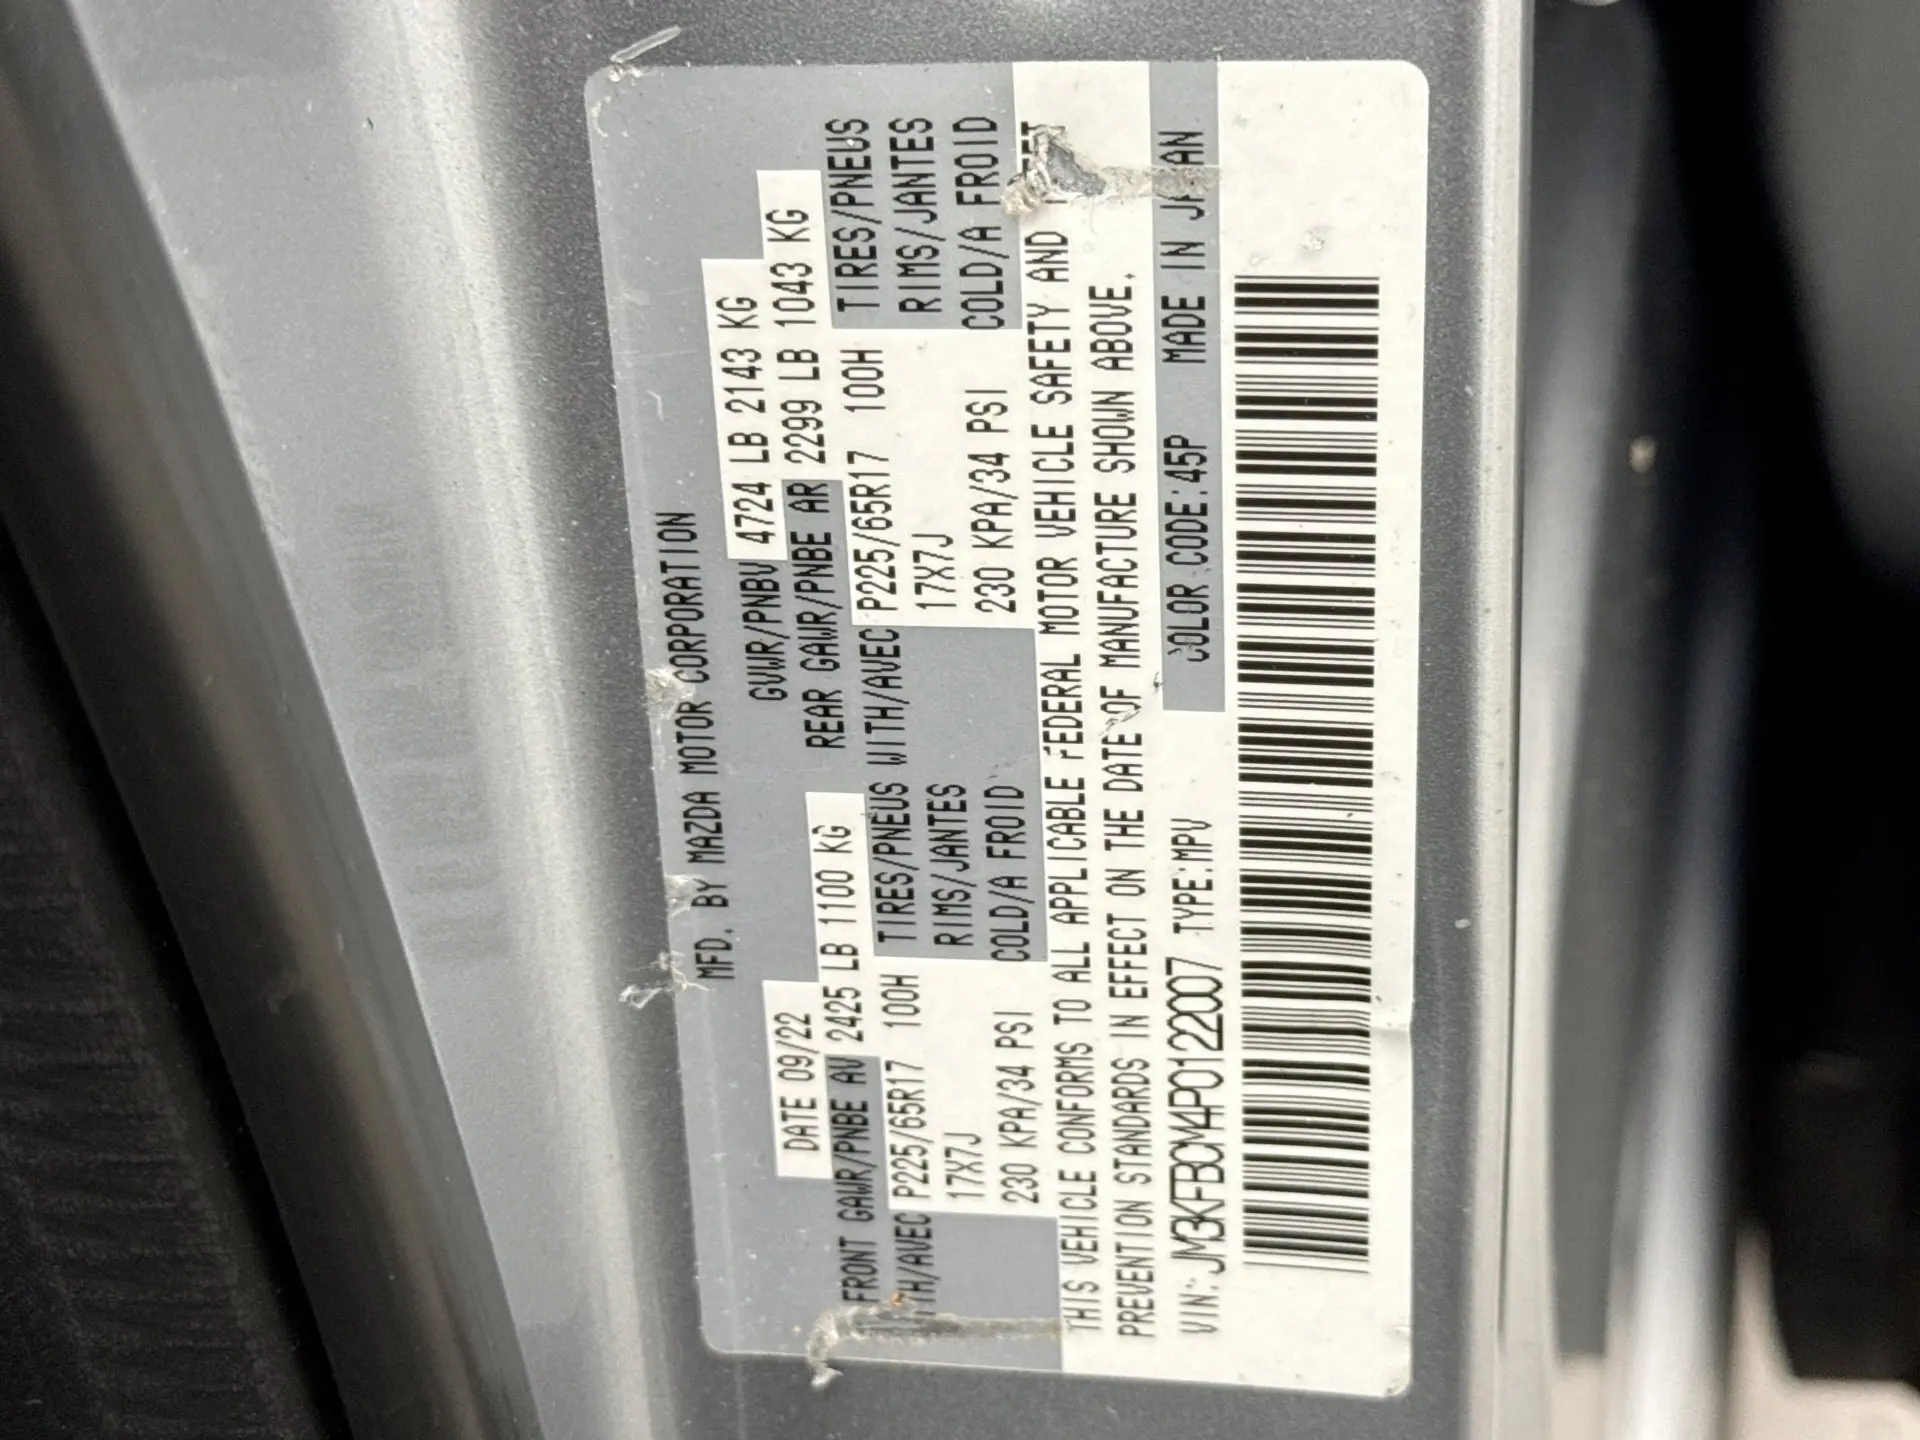 MFD. BY MAZDA MOTOR CORPORATION
DATE 09/22 GVWR/PNBV 4724 LB 2143 KG
FRONT GAWR/PNBE AV 2425 LB 1100 KG REAR GAWR/PNBE AR 2299 LB 1043 KG
WITH/AVEC P225/65R17 100H TIRES/PNEUS WITH/AVEC P225/65R17 100H TIRES/PNEUS
17X7J RIMS/JANTES 17X7J RIMS/JANTES
230 KPA/34 PSI COLD/A FROID 230 KPA/34 PSI COLD/A FROID
THIS VEHICLE CONFORMS TO ALL APPLICABLE FEDERAL MOTOR VEHICLE SAFETY AND THEFT
PREVENTION STANDARDS IN EFFECT ON THE DATE OF MANUFACTURE SHOWN ABOVE.
VIN: JM3KFBCM4P0122007 TYPE:MPV COLOR CODE:45P MADE IN JAPAN